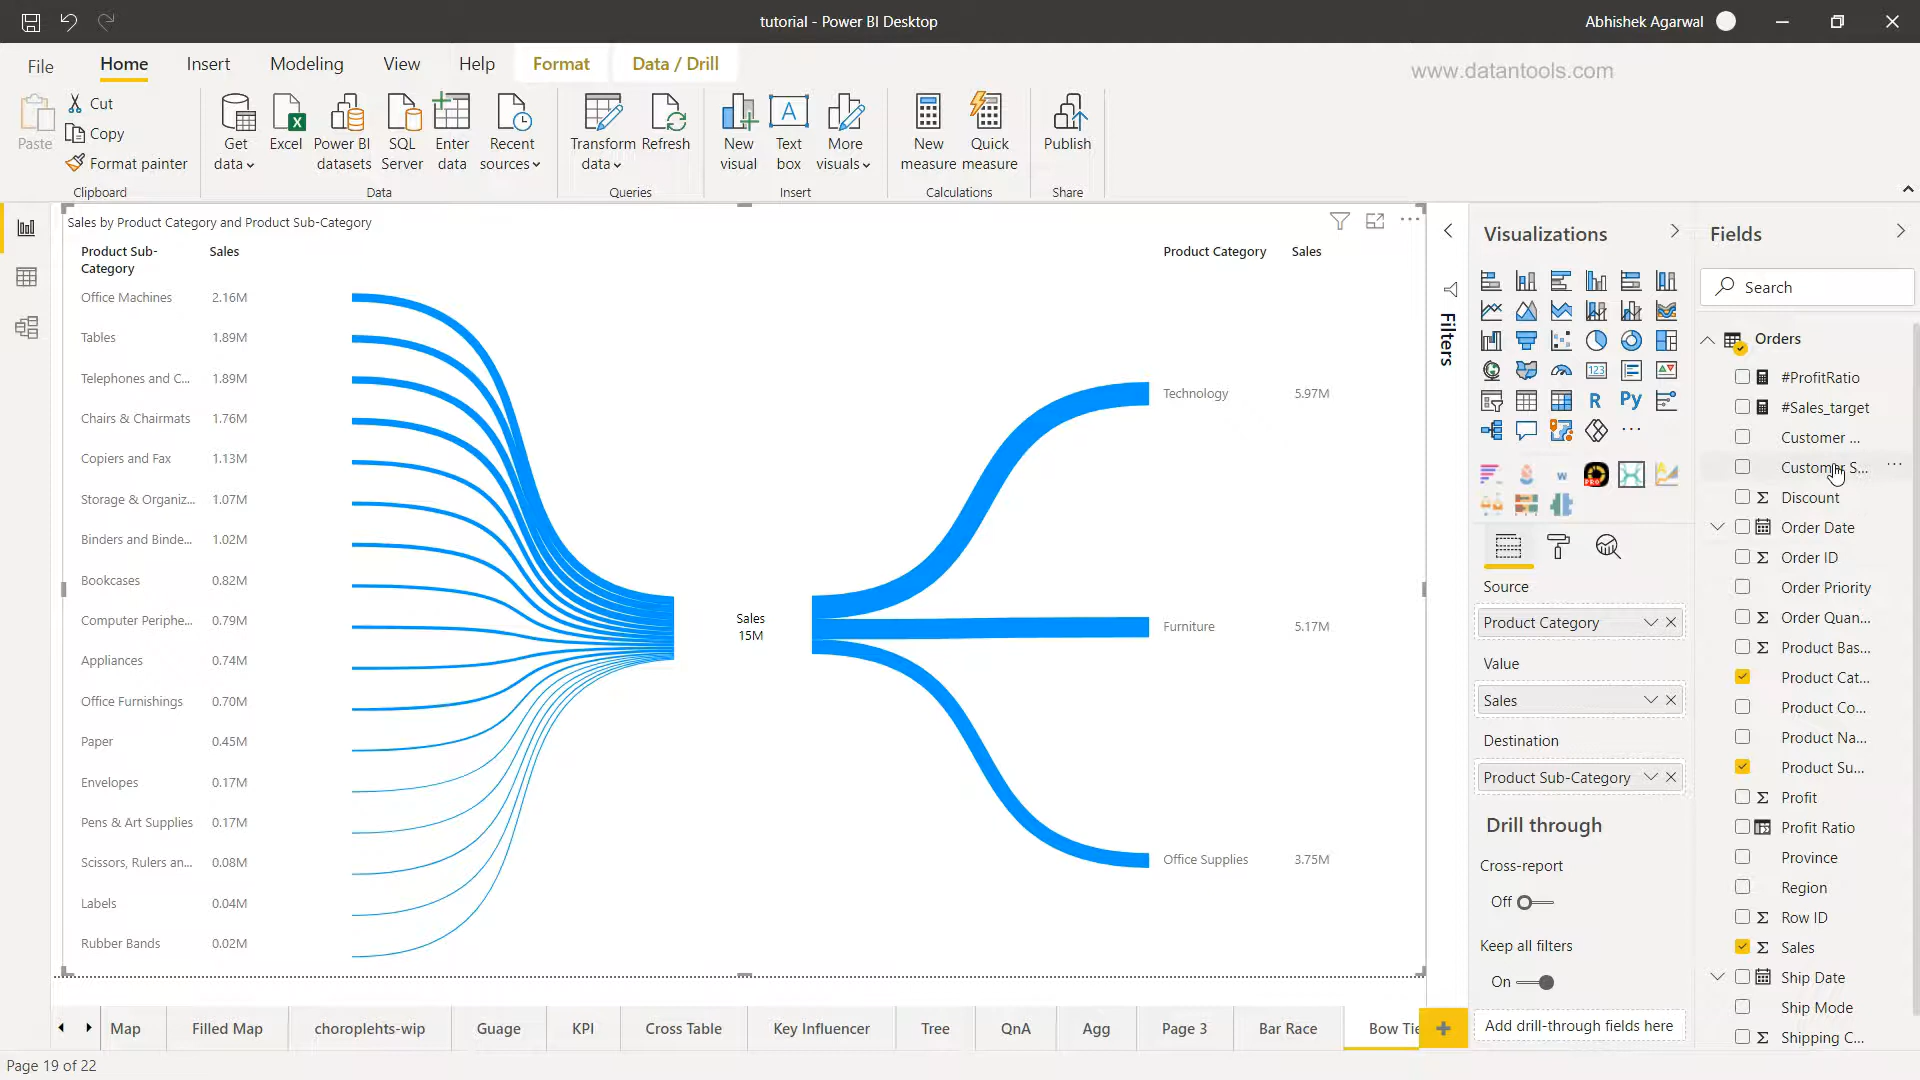 tutorial - Power BI Desktop
Abhishek Agarwal
File
Home
Insert
Modeling
View
Help
Format
Data / Drill
www.datantools.com
Paste
Cut
Copy
Format painter
Clipboard
Get data
Excel
Power BI datasets
SQL Server
Enter data
Recent sources
Data
Transform data
Refresh
Queries
New visual
Text box
More visuals
Insert
New measure
Quick measure
Calculations
Publish
Share
Sales by Product Category and Product Sub-Category
Product Sub-
Category
Sales
Office Machines 2.16M
Tables 1.89M
Telephones and C... 1.89M
Chairs & Chairmats 1.76M
Copiers and Fax 1.13M
Storage & Organiz... 1.07M
Binders and Binde... 1.02M
Bookcases 0.82M
Computer Periphe... 0.79M
Appliances 0.74M
Office Furnishings 0.70M
Paper 0.45M
Envelopes 0.17M
Pens & Art Supplies 0.17M
Scissors, Rulers an... 0.08M
Labels 0.04M
Rubber Bands 0.02M
Sales
15M
Product Category Sales
Technology 5.97M
Furniture 5.17M
Office Supplies 3.75M
Filters
Visualizations
123
R
Py
W
PRO
Source
Product Category
Value
Sales
Destination
Product Sub-Category
Drill through
Cross-report
Off
Keep all filters
On
Add drill-through fields here
Fields
Search
Orders
#ProfitRatio
#Sales_target
Customer ...
Customer S...
Discount
Order Date
Order ID
Order Priority
Order Quan...
Product Bas...
Product Cat...
Product Co...
Product Na...
Product Su...
Profit
Profit Ratio
Province
Region
Row ID
Sales
Ship Date
Ship Mode
Shipping C...
Map
Filled Map
choroplehts-wip
Guage
KPI
Cross Table
Key Influencer
Tree
QnA
Agg
Page 3
Bar Race
Bow Tie
Page 19 of 22